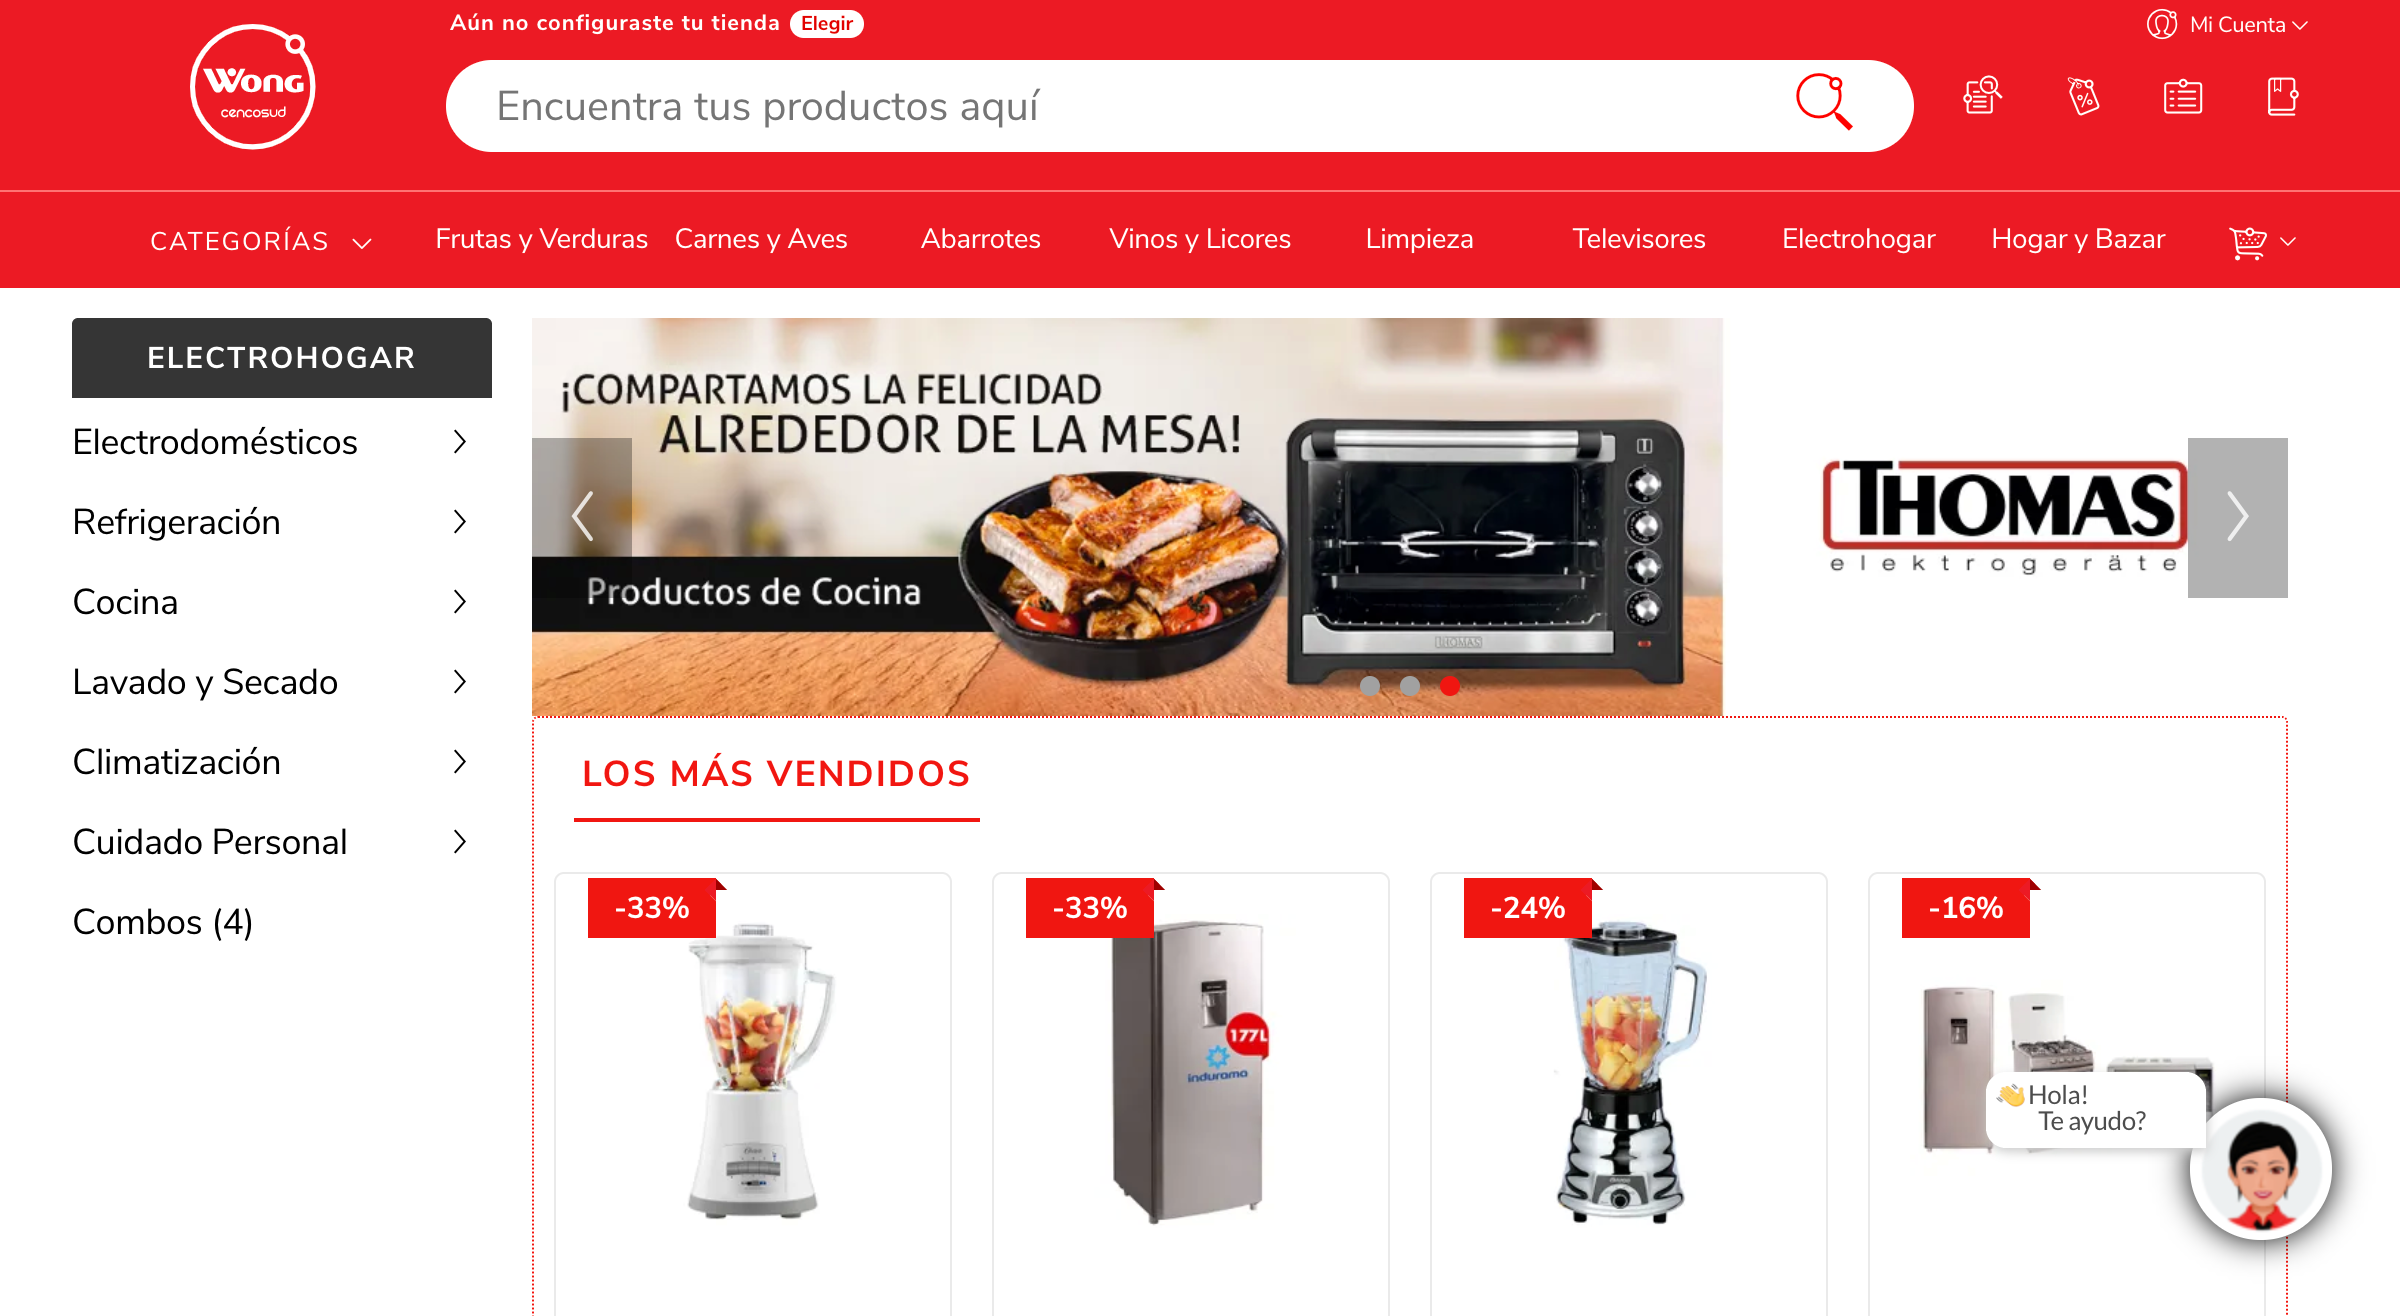 Aún no configuraste tu tienda Elegir
Mi Cuenta
Wong
cencosud
Encuentra tus productos aquí
CATEGORÍAS
Frutas y Verduras
Carnes y Aves
Abarrotes
Vinos y Licores
Limpieza
Televisores
Electrohogar
Hogar y Bazar
ELECTROHOGAR
Electrodomésticos
Refrigeración
Cocina
Lavado y Secado
Climatización
Cuidado Personal
Combos (4)
¡COMPARTAMOS LA FELICIDAD
ALREDEDOR DE LA MESA!
Productos de Cocina
THOMAS
THOMAS
elektrogeräte
LOS MÁS VENDIDOS
-33%
-33%
177L
indurama
-24%
-16%
Hola!
Te ayudo?